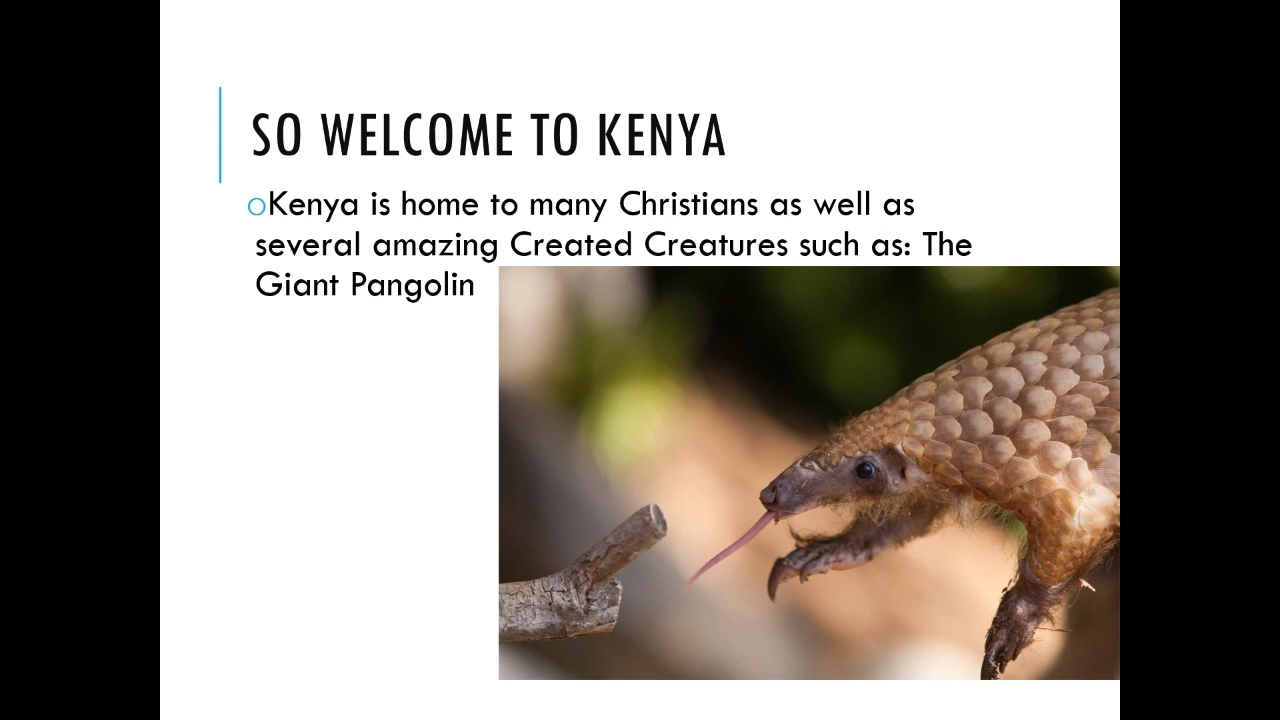 SO WELCOME TO KENYA
Kenya is home to many Christians as well as
several amazing Created Creatures such as: The
Giant Pangolin